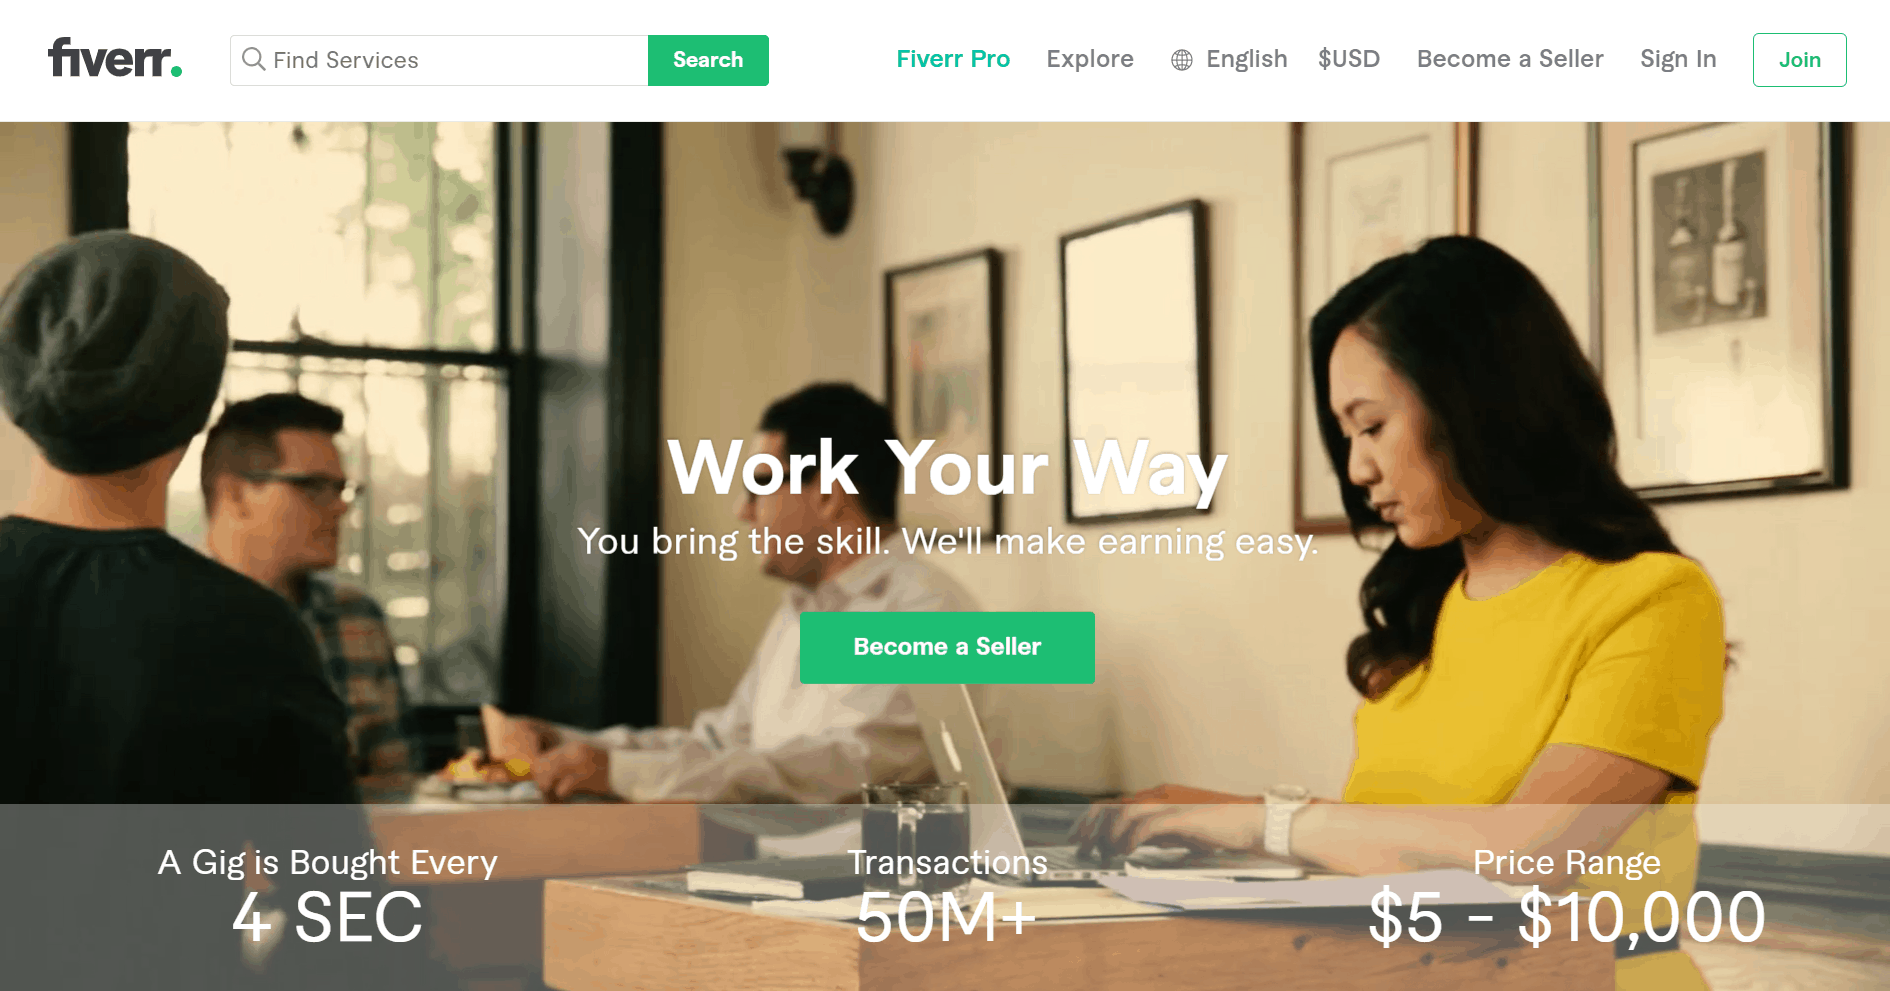 fiverr.
Find Services
Search
Fiverr Pro
Explore
English
$USD
Become a Seller
Sign In
Join
Work Your Way
You bring the skill. We'll make earning easy.
Become a Seller
A Gig is Bought Every
4 SEC
Transactions
50M+
Price Range
$5 - $10,000